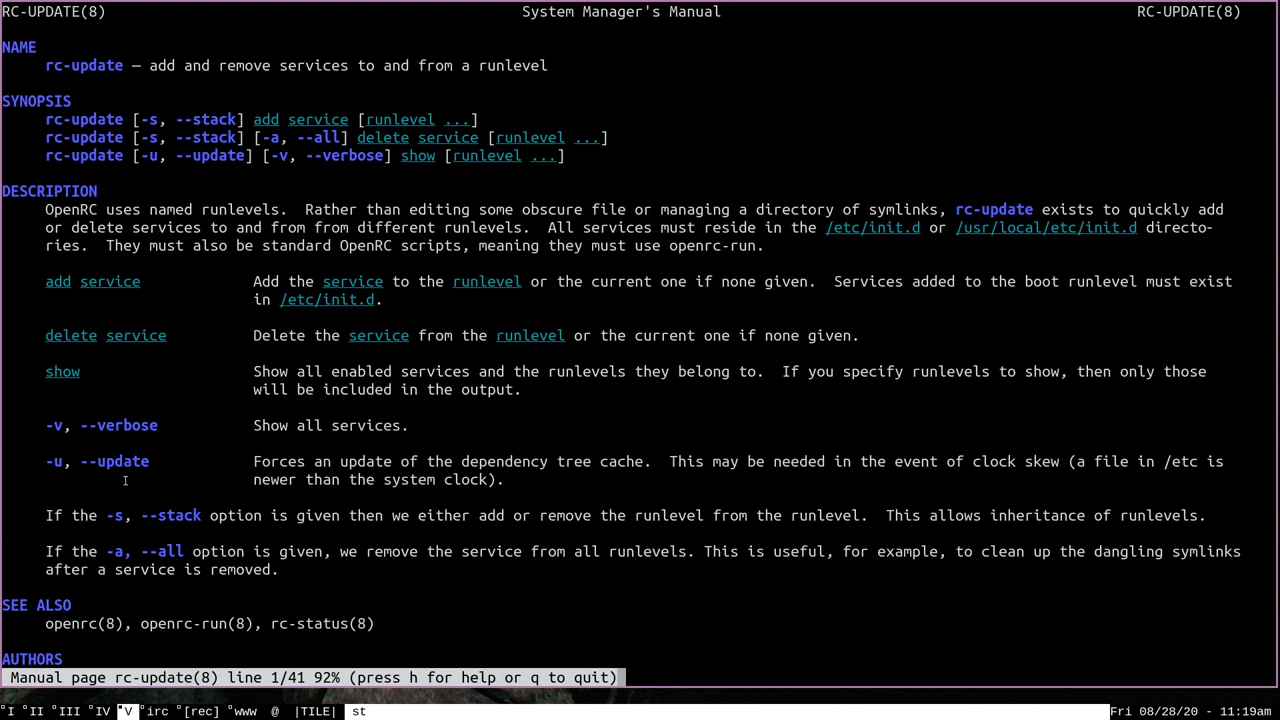 RC-UPDATE(8) System Manager's Manual RC-UPDATE(8)
NAME
rc-update — add and remove services to and from a runlevel
SYNOPSIS
rc-update [-s, --stack] add service [runlevel ...]
rc-update [-s, --stack] [-a, --all] delete service [runlevel ...]
rc-update [-u, --update] [-v, --verbose] show [runlevel ...]
DESCRIPTION
OpenRC uses named runlevels.  Rather than editing some obscure file or managing a directory of symlinks, rc-update exists to quickly add
or delete services to and from from different runlevels.  All services must reside in the /etc/init.d or /usr/local/etc/init.d directo-
ries.  They must also be standard OpenRC scripts, meaning they must use openrc-run.
add service Add the service to the runlevel or the current one if none given.  Services added to the boot runlevel must exist
in /etc/init.d.
delete service Delete the service from the runlevel or the current one if none given.
show Show all enabled services and the runlevels they belong to.  If you specify runlevels to show, then only those
will be included in the output.
-v, --verbose Show all services.
-u, --update Forces an update of the dependency tree cache.  This may be needed in the event of clock skew (a file in /etc is
newer than the system clock).
If the -s, --stack option is given then we either add or remove the runlevel from the runlevel.  This allows inheritance of runlevels.
If the -a, --all option is given, we remove the service from all runlevels. This is useful, for example, to clean up the dangling symlinks
after a service is removed.
SEE ALSO
openrc(8), openrc-run(8), rc-status(8)
AUTHORS
Manual page rc-update(8) line 1/41 92% (press h for help or q to quit)
°I °II °III °IV °V °irc °[rec] °www @ |TILE| st Fri 08/28/20 - 11:19am